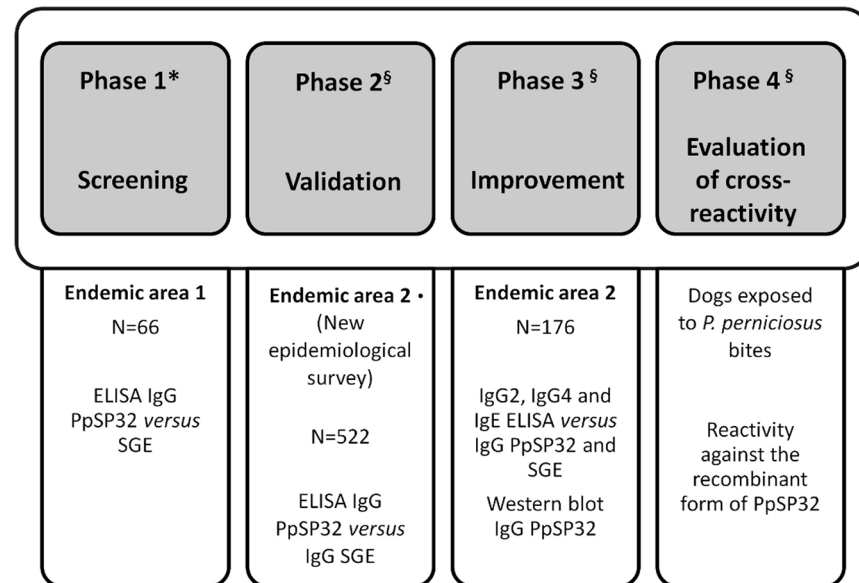 Phase 1*
Screening
Phase 2§
Validation
Phase 3 §
Improvement
Phase 4 §
Evaluation
of cross-
reactivity
Endemic area 1
N=66
ELISA IgG
PpSP32 versus
SGE
Endemic area 2 •
(New
epidemiological
survey)
N=522
ELISA IgG
PpSP32 versus
IgG SGE
Endemic area 2
N=176
IgG2, IgG4 and
IgE ELISA versus
IgG PpSP32 and
SGE
Western blot
IgG PpSP32
Dogs exposed
to P. perniciosus
bites
Reactivity
against the
recombinant
form of PpSP32